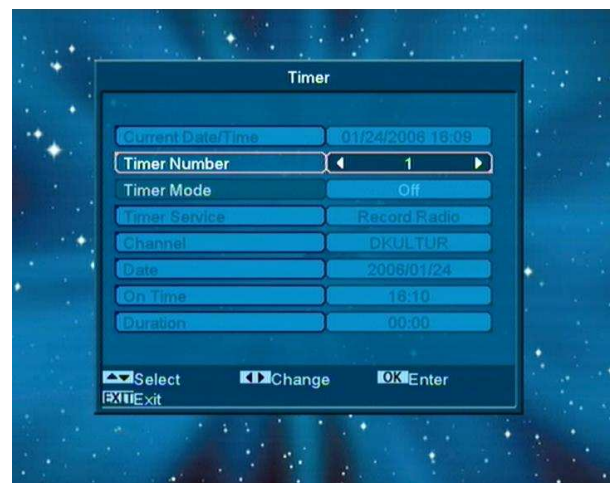 Timer
Current Date/Time 01/24/2006 16:09
Timer Number 1
Timer Mode Off
Timer Service Record Radio
Channel DKULTUR
Date 2006/01/24
On Time 16:10
Duration 00:00
Select Change OK Enter
EXIT Exit